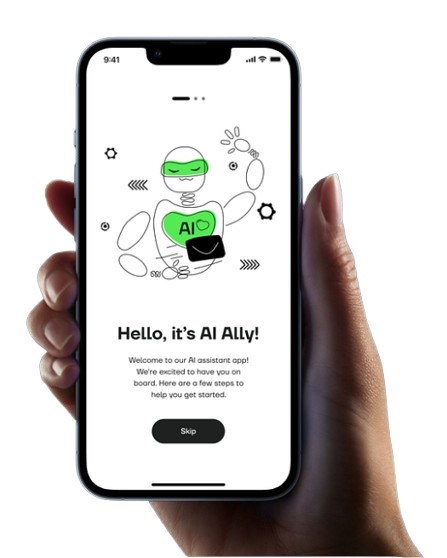 9:41
AI
Hello, it's AI Ally!
Welcome to our AI assistant app!
We're excited to have you on
board. Here are a few steps to
help you get started.
Skip